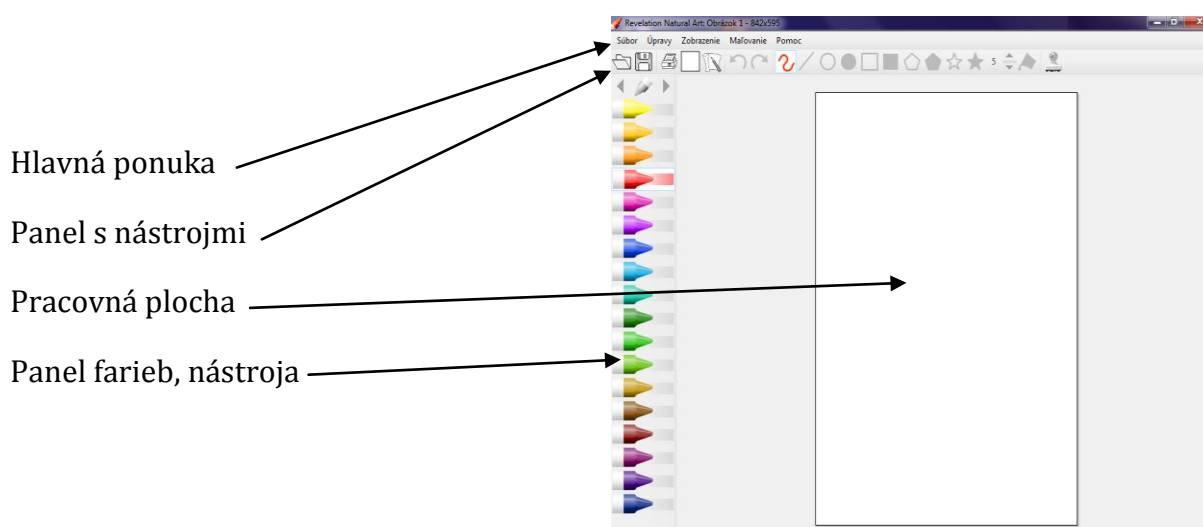 Revelation Natural Art: Obrázok 1 - 842x595
Súbor Úpravy Zobrazenie Maľovanie Pomoc
5
Hlavná ponuka
Panel s nástrojmi
Pracovná plocha
Panel farieb, nástroja